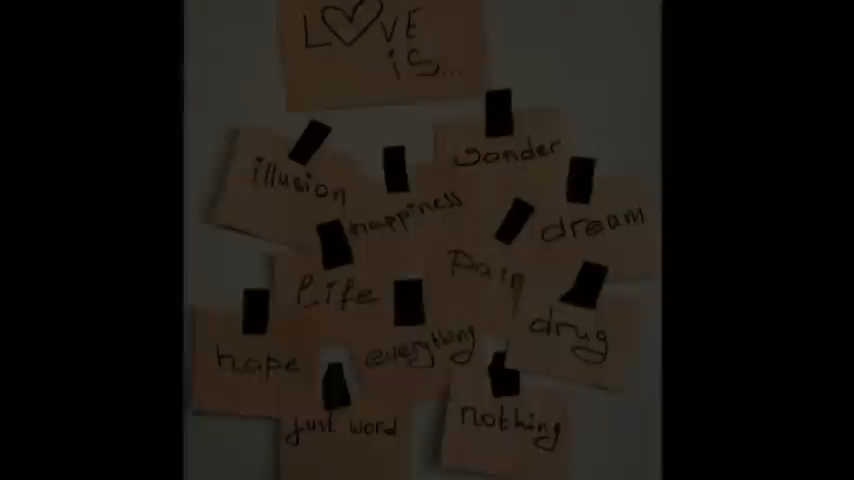 LOVE
is...
wonder
illusion
happiness
dream
Pain
Life
drug
everything
hope
just word
nothing